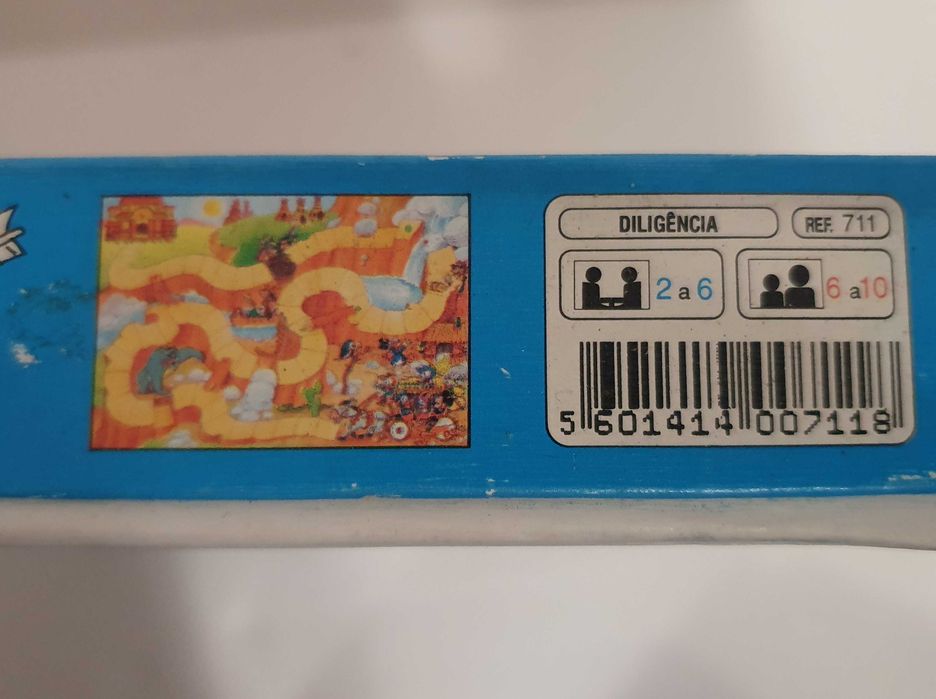 DILIGÊNCIA
REF. 711
2 a 6
6 a 10
5 601414 007118